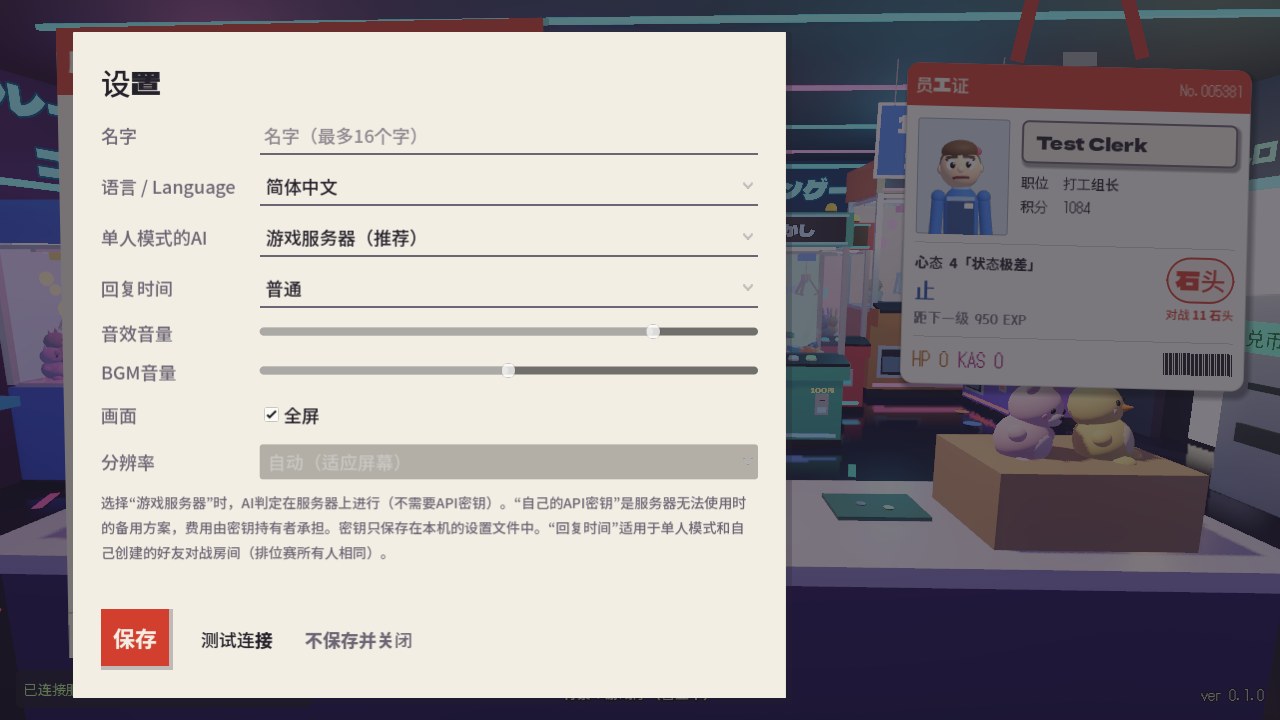 设置
名字
名字（最多16个字）
语言 / Language
简体中文
单人模式的AI
游戏服务器（推荐）
回复时间
普通
音效音量
BGM音量
画面
全屏
分辨率
自动（适应屏幕）
选择“游戏服务器”时，AI判定在服务器上进行（不需要API密钥）。“自己的API密钥”是服务器无法使用时
的备用方案，费用由密钥持有者承担。密钥只保存在本机的设置文件中。“回复时间”适用于单人模式和自
己创建的好友对战房间（排位赛所有人相同）。
保存
测试连接
不保存并关闭
员工证
No. 005381
Test Clerk
职位 打工组长
积分 1084
心态 4「状态极差」
止
距下一级 950 EXP
石头
对战 11 石头
HP 0 KAS 0
已连接
兑币
ver 0.1.0